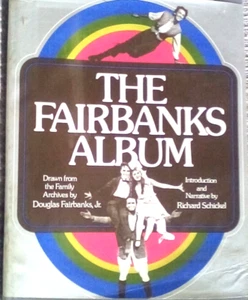 THE
FAIRBANKS
ALBUM
Drawn from
the Family
Archives by
Douglas Fairbanks, Jr.
Introduction
and
Narrative by
Richard Schickel